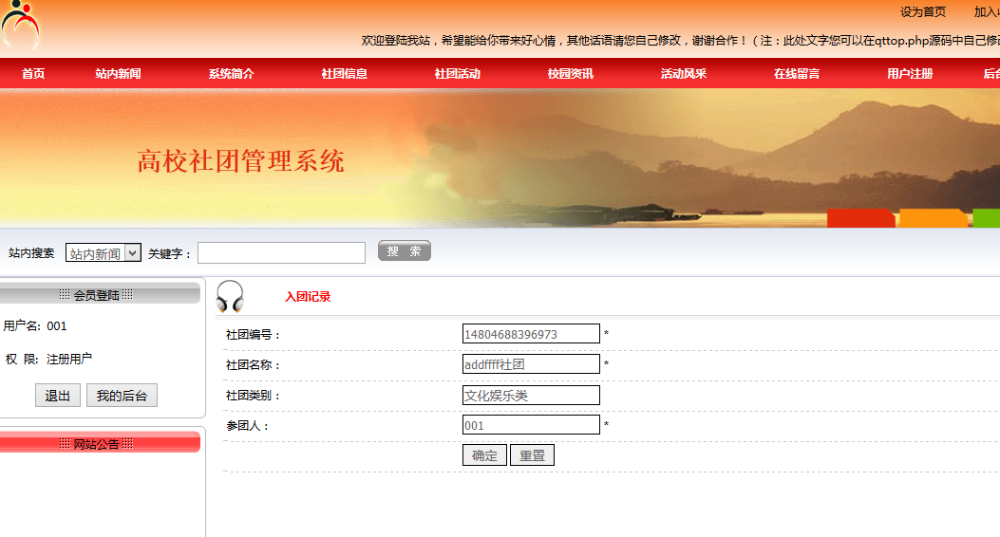 设为首页 加入
欢迎登陆我站，希望能给你带来好心情，其他话语请您自己修改，谢谢合作！（注：此处文字您可以在qttop.php源码中自己修
首页 站内新闻 系统简介 社团信息 社团活动 校园资讯 活动风采 在线留言 用户注册 后台
高校社团管理系统
站内搜索 站内新闻 关键字： 搜 索
会员登陆
用户名: 001
权 限: 注册用户
退出 我的后台
网站公告
入团记录
社团编号： 14804688396973 *
社团名称： addffff社团 *
社团类别： 文化娱乐类
参团人： 001 *
确定 重置